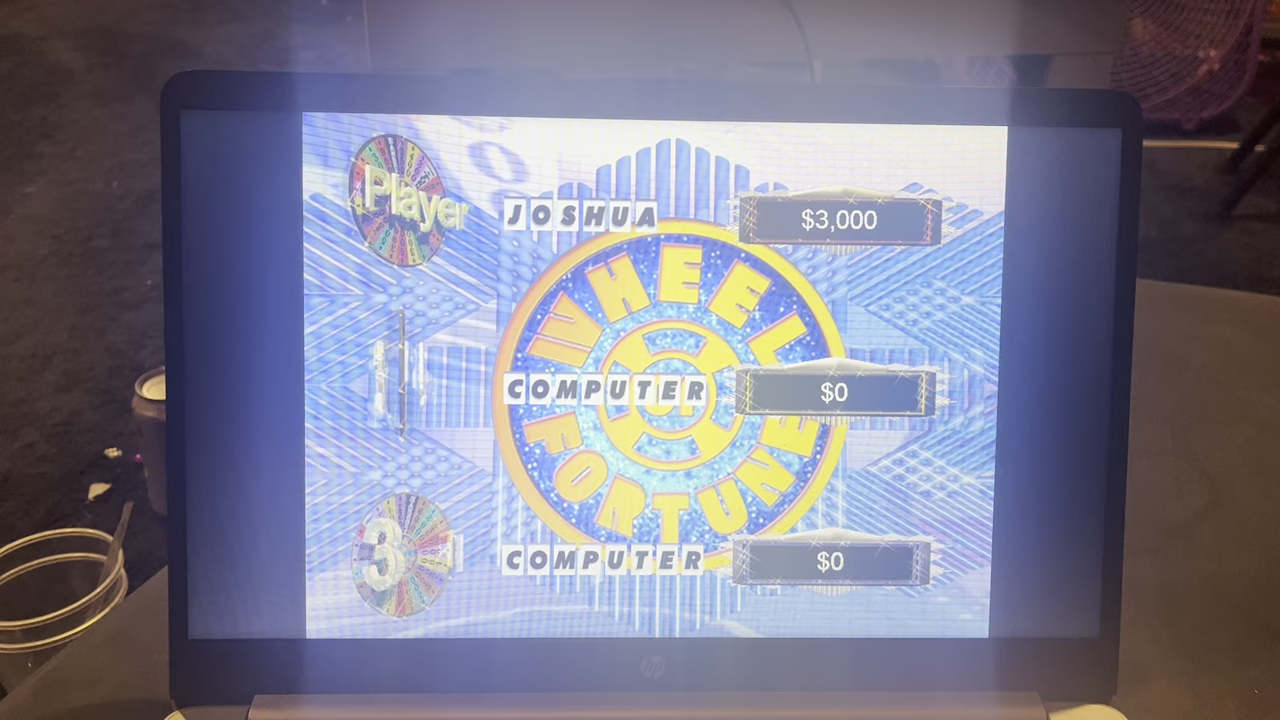 Player
JOSHUA
$3,000
WHEEL
OF
FORTUNE
COMPUTER
$0
3
COMPUTER
$0
hp